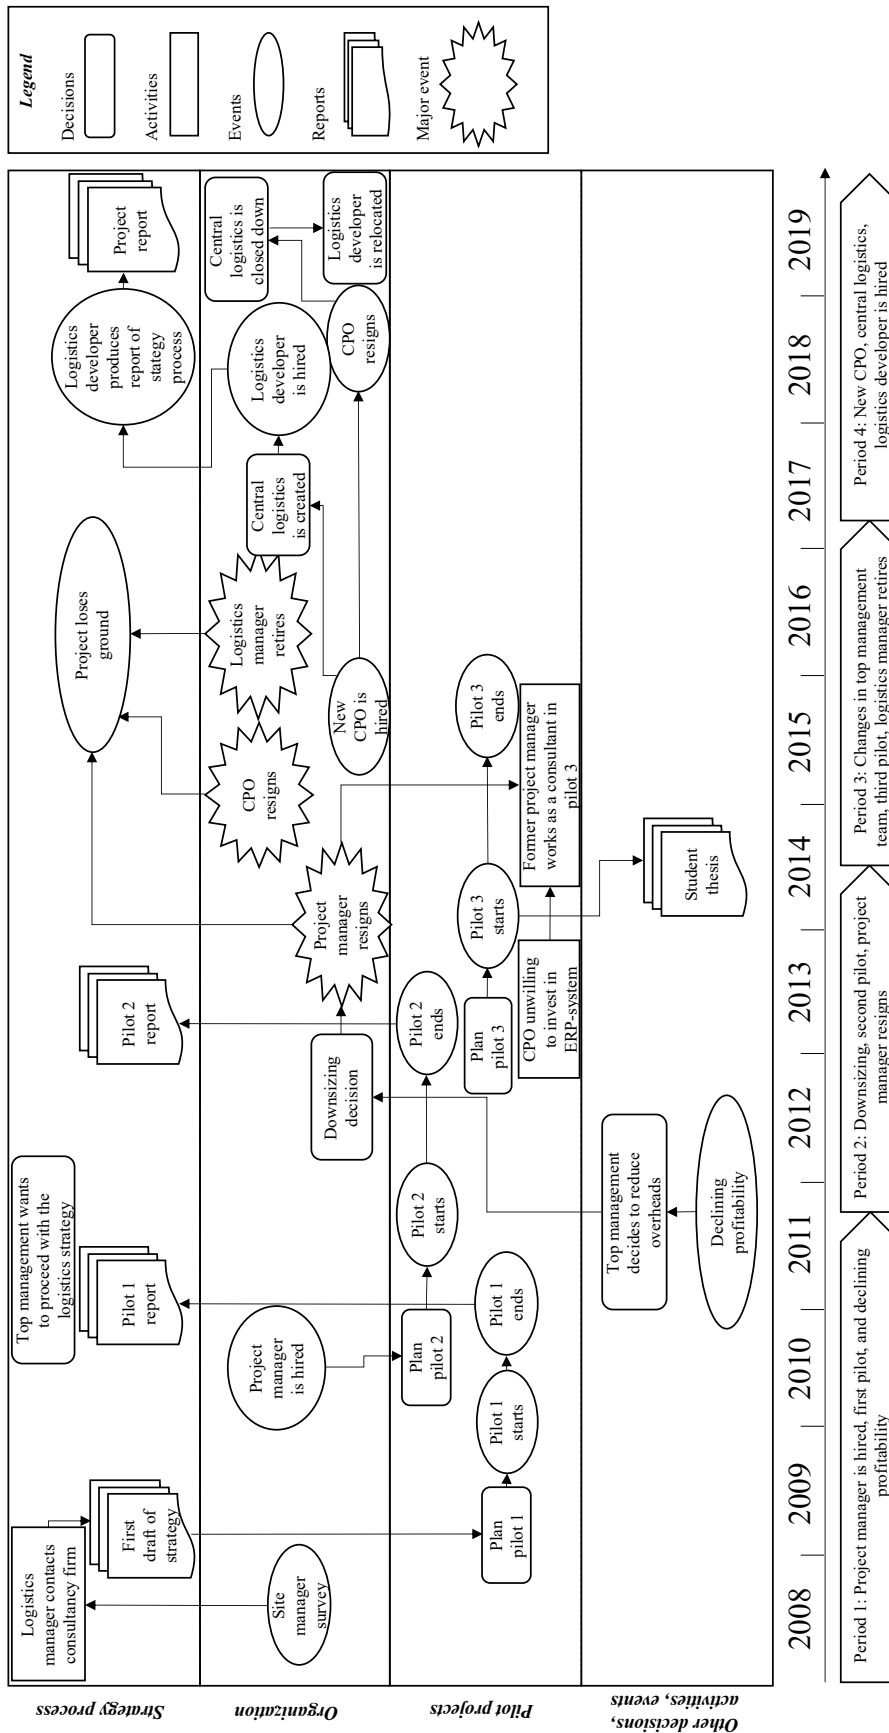 Legend
Decisions
Activities
Events
Reports
Major event
Strategy process
Logistics
manager contacts
consultancy firm
First
draft of
strategy
Top management wants
to proceed with the
logistics strategy
Pilot 1
report
Pilot 2
report
Project loses
ground
Logistics
developer
produces
report of
stategy
process
Project
report
Organization
Site
manager
survey
Project
manager
is hired
Downsizing
decision
Project
manager
resigns
CPO
resigns
New
CPO is
hired
Logistics
manager
retires
Central
logistics
is created
Logistics
developer
is hired
CPO
resigns
Central
logistics is
closed down
Logistics
developer
is relocated
Pilot projects
Plan
pilot 1
Pilot 1
starts
Pilot 1
ends
Plan
pilot 2
Pilot 2
starts
Pilot 2
ends
Plan
pilot 3
CPO unwilling
to invest in
ERP-system
Pilot 3
starts
Former project manager
works as a consultant in
pilot 3
Pilot 3
ends
Other decisions,
activities, events
Top management
decides to reduce
overheads
Declining
profitability
Student
thesis
2008
2009
2010
2011
2012
2013
2014
2015
2016
2017
2018
2019
Period 1: Project manager is hired, first pilot, and declining
profitability
Period 2: Downsizing, second pilot, project
manager resigns
Period 3: Changes in top management
team, third pilot, logistics manager retires
Period 4: New CPO, central logistics,
logistics developer is hired